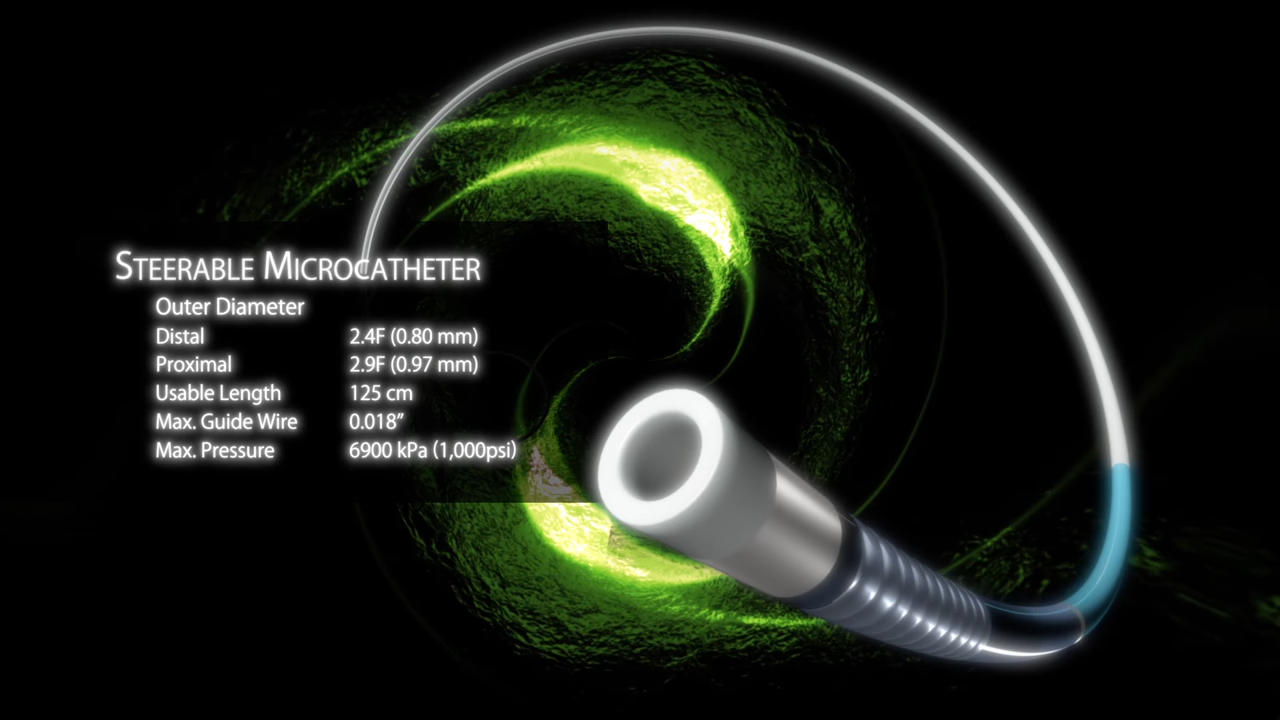 Steerable Microcatheter
Outer Diameter
Distal 2.4F (0.80 mm)
Proximal 2.9F (0.97 mm)
Usable Length 125 cm
Max. Guide Wire 0.018”
Max. Pressure 6900 kPa (1,000psi)